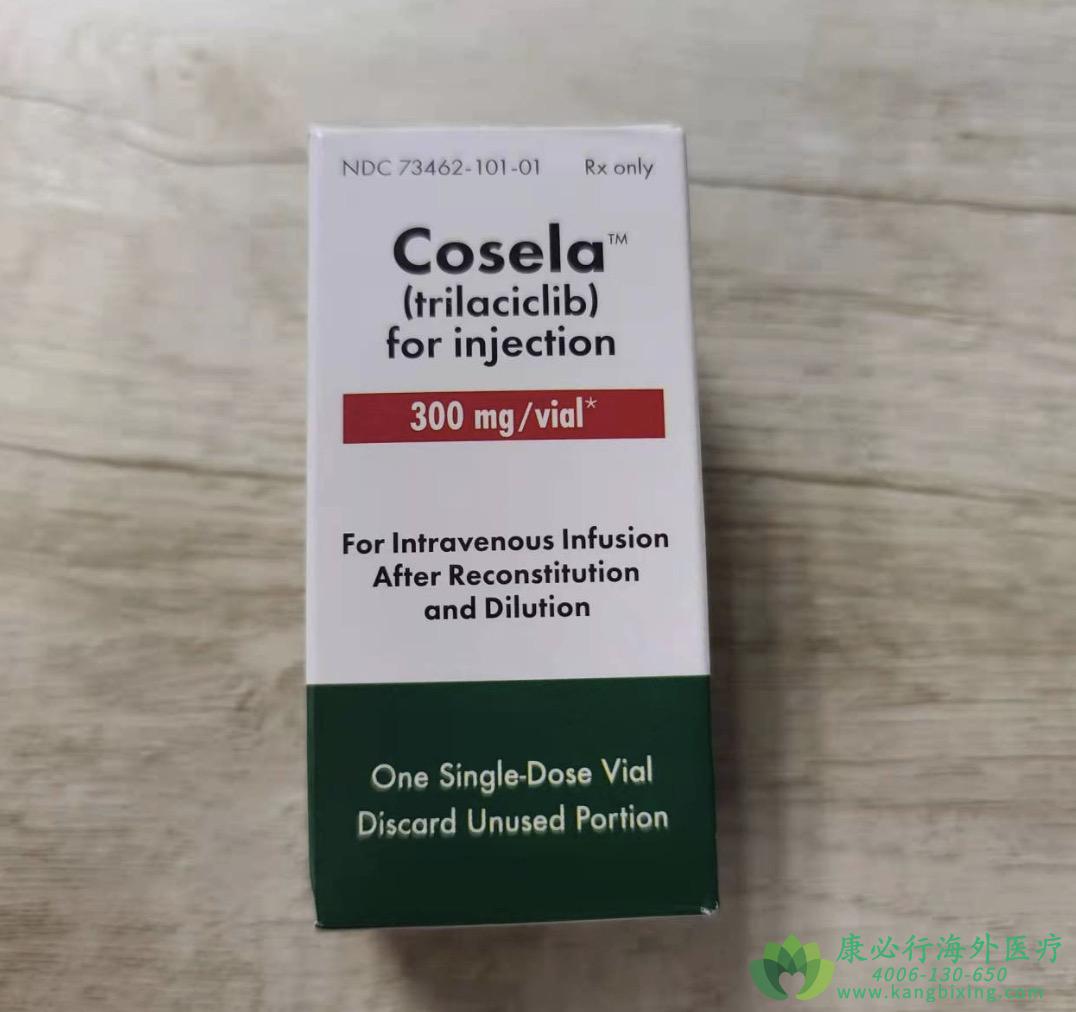 NDC 73462-101-01 Rx only
Cosela™
(trilaciclib)
for injection
300 mg/vial*
For Intravenous Infusion
After Reconstitution
and Dilution
One Single-Dose Vial
Discard Unused Portion
康必行海外医疗
4006-130-650
www.kangbixing.com